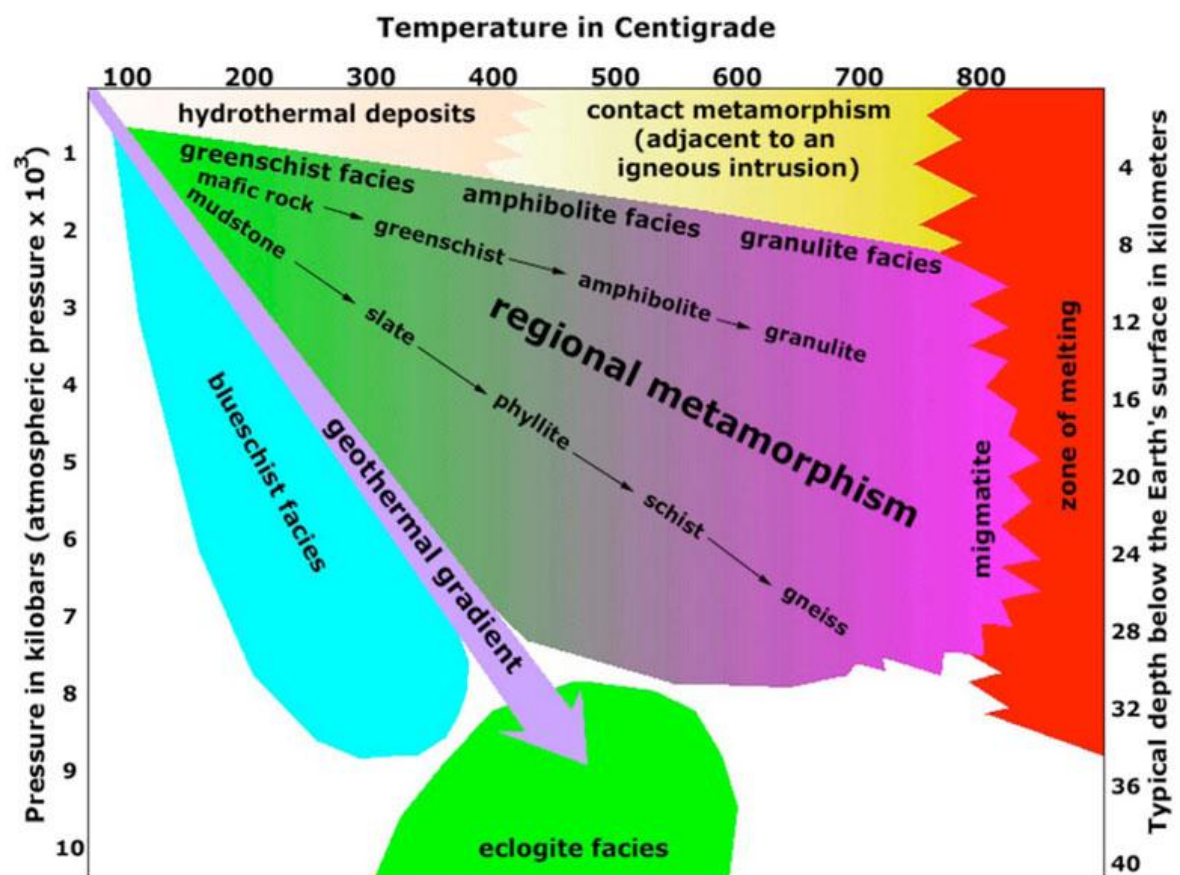 Temperature in Centigrade
100 200 300 400 500 600 700 800
hydrothermal deposits
contact metamorphism
(adjacent to an
igneous intrusion)
greenschist facies
amphibolite facies
granulite facies
mafic rock
greenschist
amphibolite
granulite
mudstone
slate
phyllite
schist
gneiss
regional metamorphism
migmatite
zone of melting
blueschist facies
geothermal gradient
eclogite facies
Pressure in kilobars (atmospheric pressure x 10³)
1
2
3
4
5
6
7
8
9
10
Typical depth below the Earth's surface in kilometers
4
8
12
16
20
24
28
32
36
40